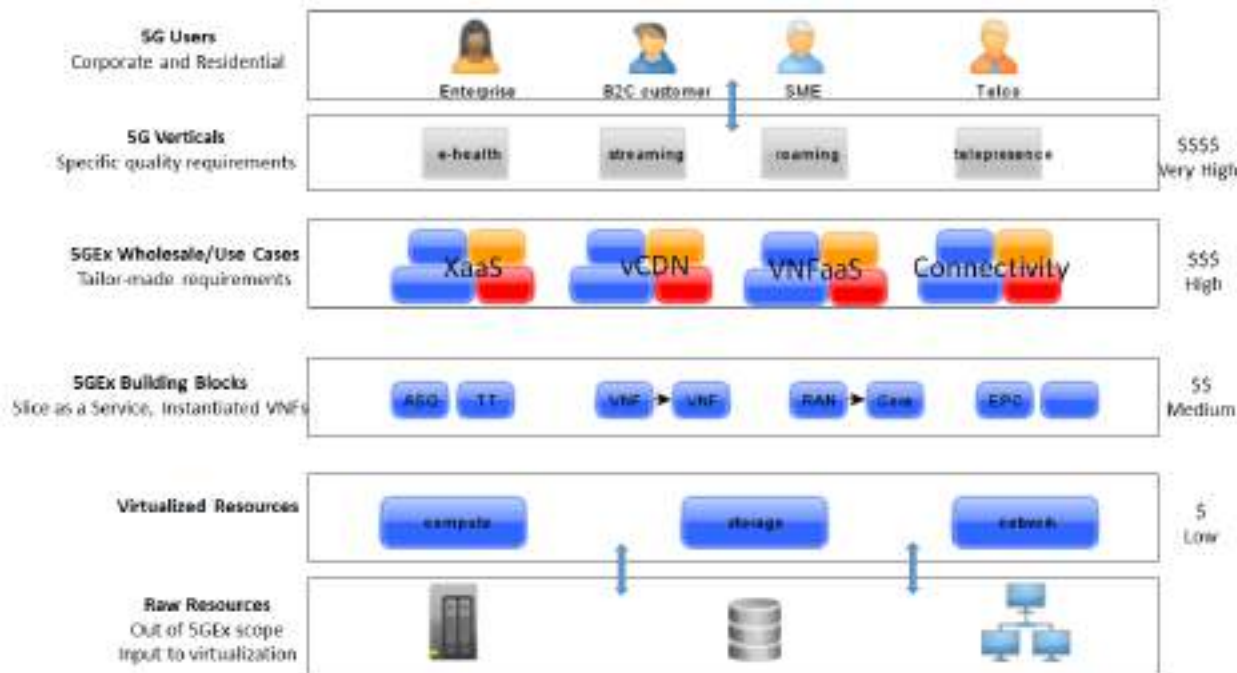 5G Users
Corporate and Residential
Enterprise
B2C customer
SME
Telco
5G Verticals
Specific quality requirements
e-health
streaming
roaming
telepresence
$$$$
Very High
5GEx Wholesale/Use Cases
Tailor-made requirements
XaaS
vCDN
VNFaaS
Connectivity
$$$
High
5GEx Building Blocks
Slice as a Service, Instantiated VNFs
ASQ
TT
VNF
VNF
RAN
Core
EPC
$$
Medium
Virtualized Resources
compute
storage
network
$
Low
Raw Resources
Out of 5GEx scope
Input to virtualization